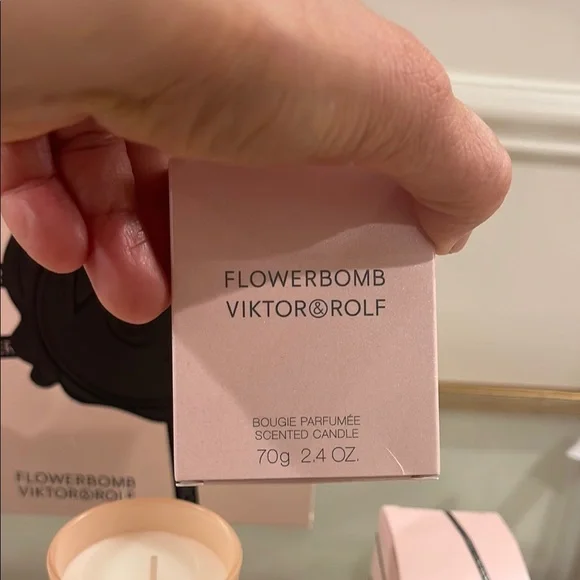 FLOWERBOMB
VIKTOR&ROLF
BOUGIE PARFUMÉE
SCENTED CANDLE
70g 2.4 OZ.
FLOWERBOMB
VIKTOR&ROLF